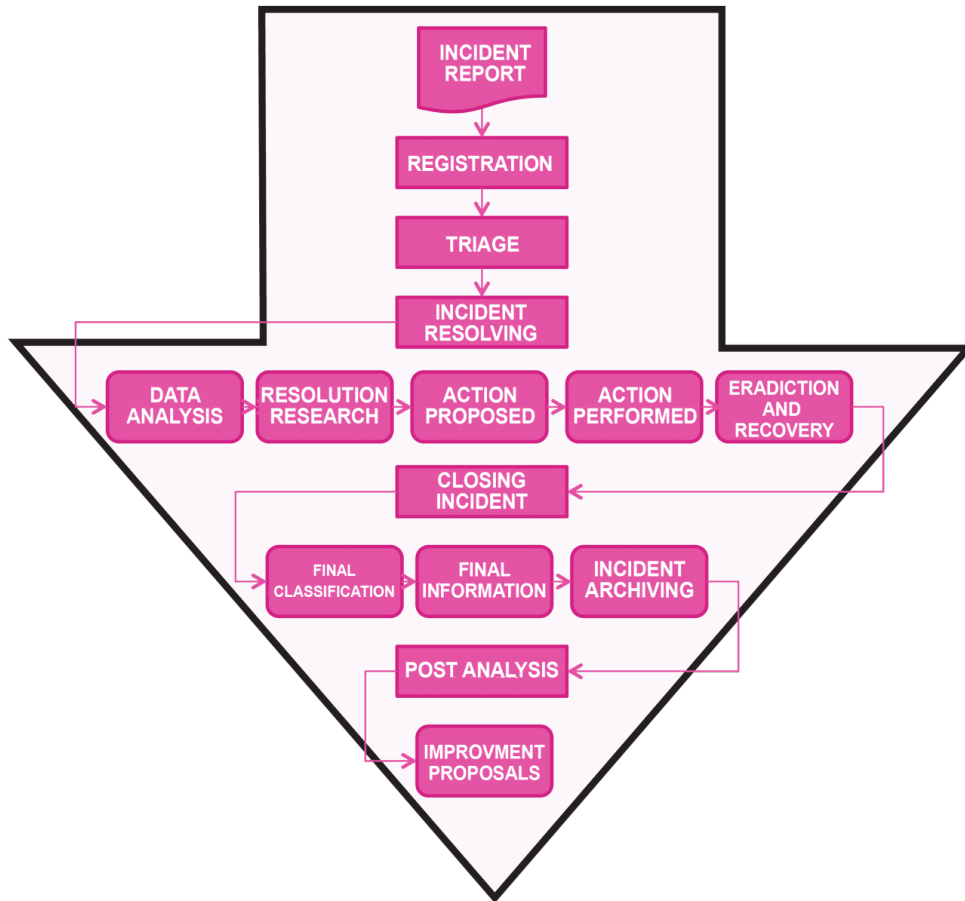 INCIDENT
REPORT
REGISTRATION
TRIAGE
INCIDENT
RESOLVING
DATA
ANALYSIS
RESOLUTION
RESEARCH
ACTION
PROPOSED
ACTION
PERFORMED
ERADICTION
AND
RECOVERY
CLOSING
INCIDENT
FINAL
CLASSIFICATION
FINAL
INFORMATION
INCIDENT
ARCHIVING
POST ANALYSIS
IMPROVMENT
PROPOSALS